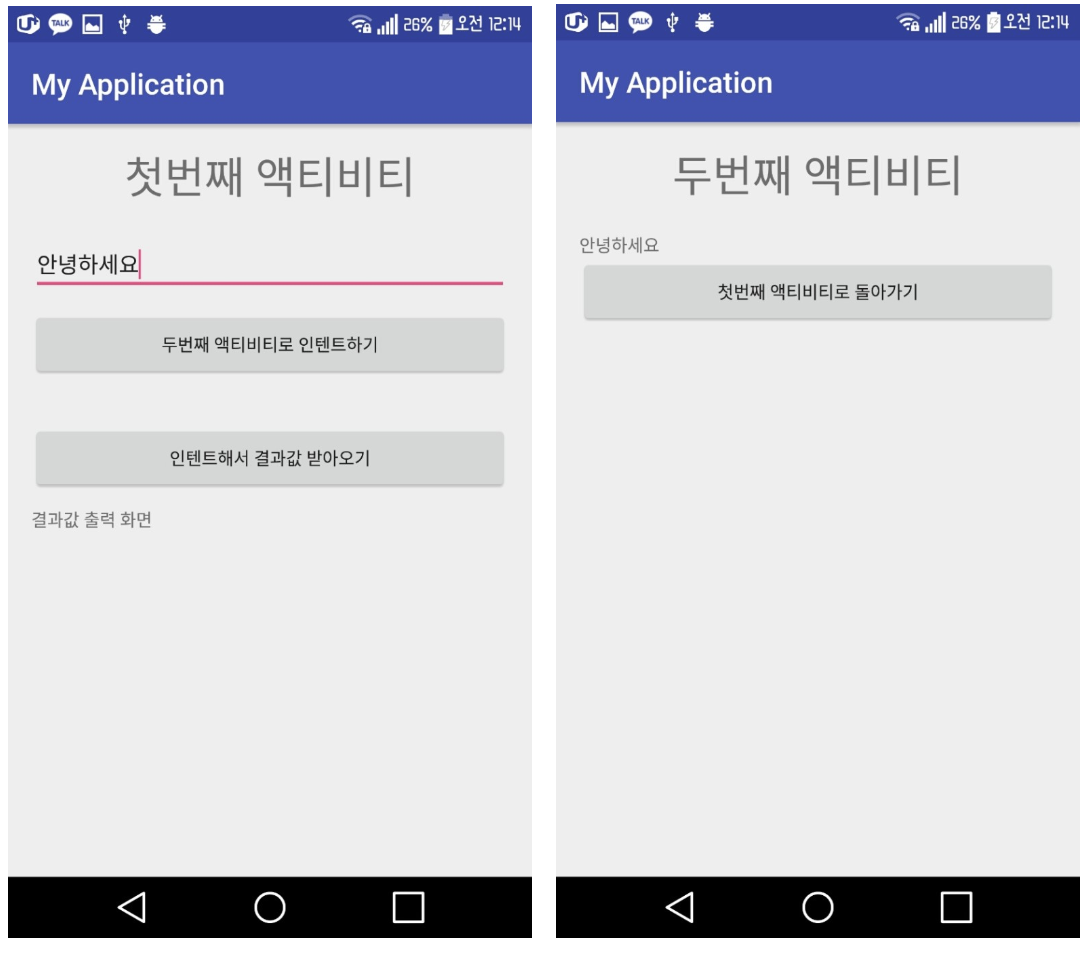 TALK
26%
오전 12:14
My Application
첫번째 액티비티
안녕하세요
두번째 액티비티로 인텐트하기
인텐트해서 결과값 받아오기
결과값 출력 화면
TALK
26%
오전 12:14
My Application
두번째 액티비티
안녕하세요
첫번째 액티비티로 돌아가기